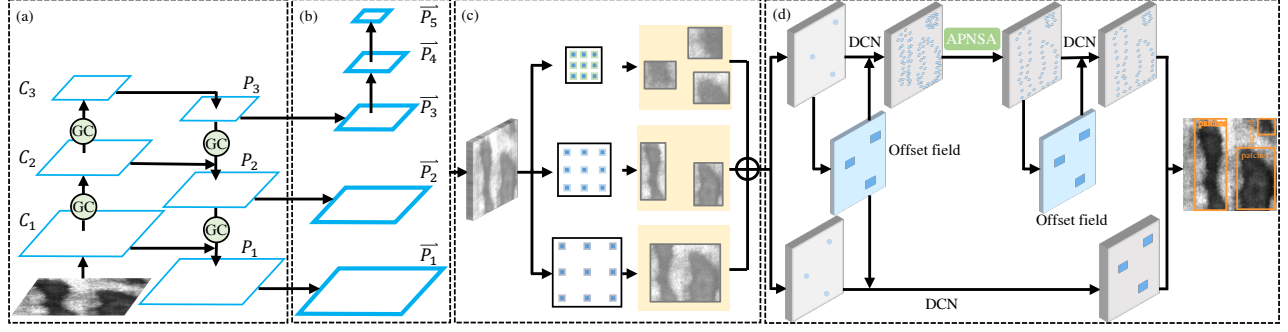 (a)
C₃
P₃
GC
GC
C₂
P₂
GC
GC
C₁
P₁
(b)
P₅
P₄
P₃
P₂
P₁
(c)
(d)
DCN
APNSA
DCN
Offset field
Offset field
DCN
patch